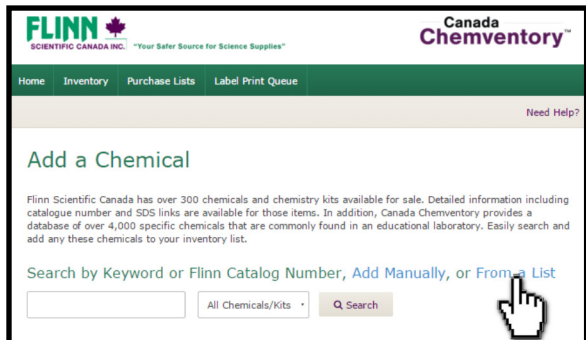 FLINN
SCIENTIFIC CANADA INC. "Your Safer Source for Science Supplies"
Canada
Chemventory™
Home Inventory Purchase Lists Label Print Queue
Need Help?
Add a Chemical
Flinn Scientific Canada has over 300 chemicals and chemistry kits available for sale. Detailed information including
catalogue number and SDS links are available for those items. In addition, Canada Chemventory provides a
database of over 4,000 specific chemicals that are commonly found in an educational laboratory. Easily search and
add any these chemicals to your inventory list.
Search by Keyword or Flinn Catalog Number, Add Manually, or From a List
All Chemicals/Kits Search